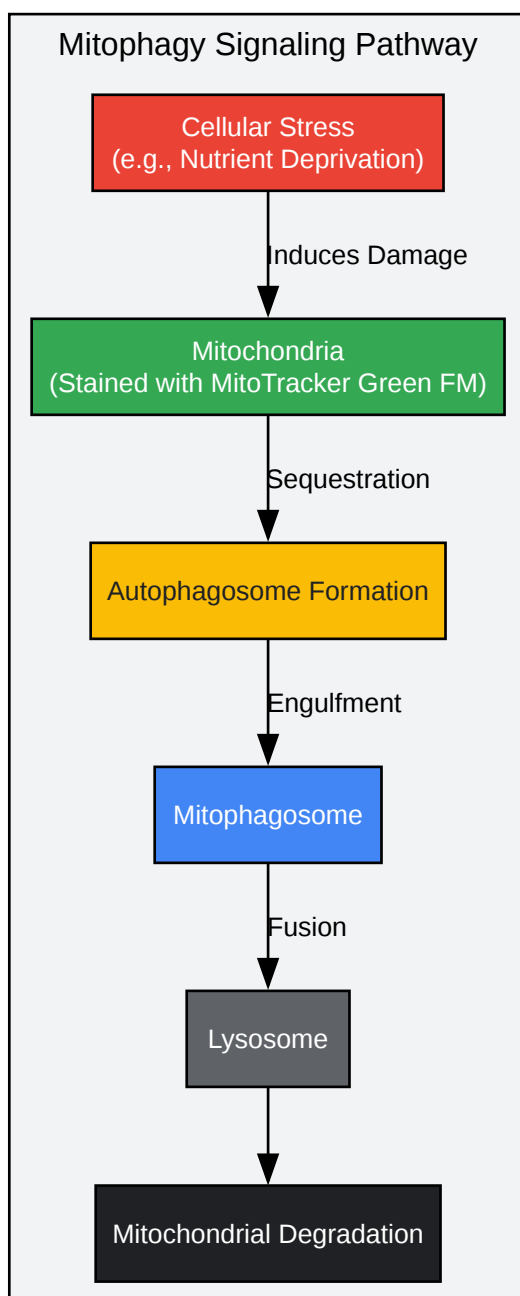 Mitophagy Signaling Pathway
Cellular Stress
(e.g., Nutrient Deprivation)
Induces Damage
Mitochondria
(Stained with MitoTracker Green FM)
Sequestration
Autophagosome Formation
Engulfment
Mitophagosome
Fusion
Lysosome
Mitochondrial Degradation